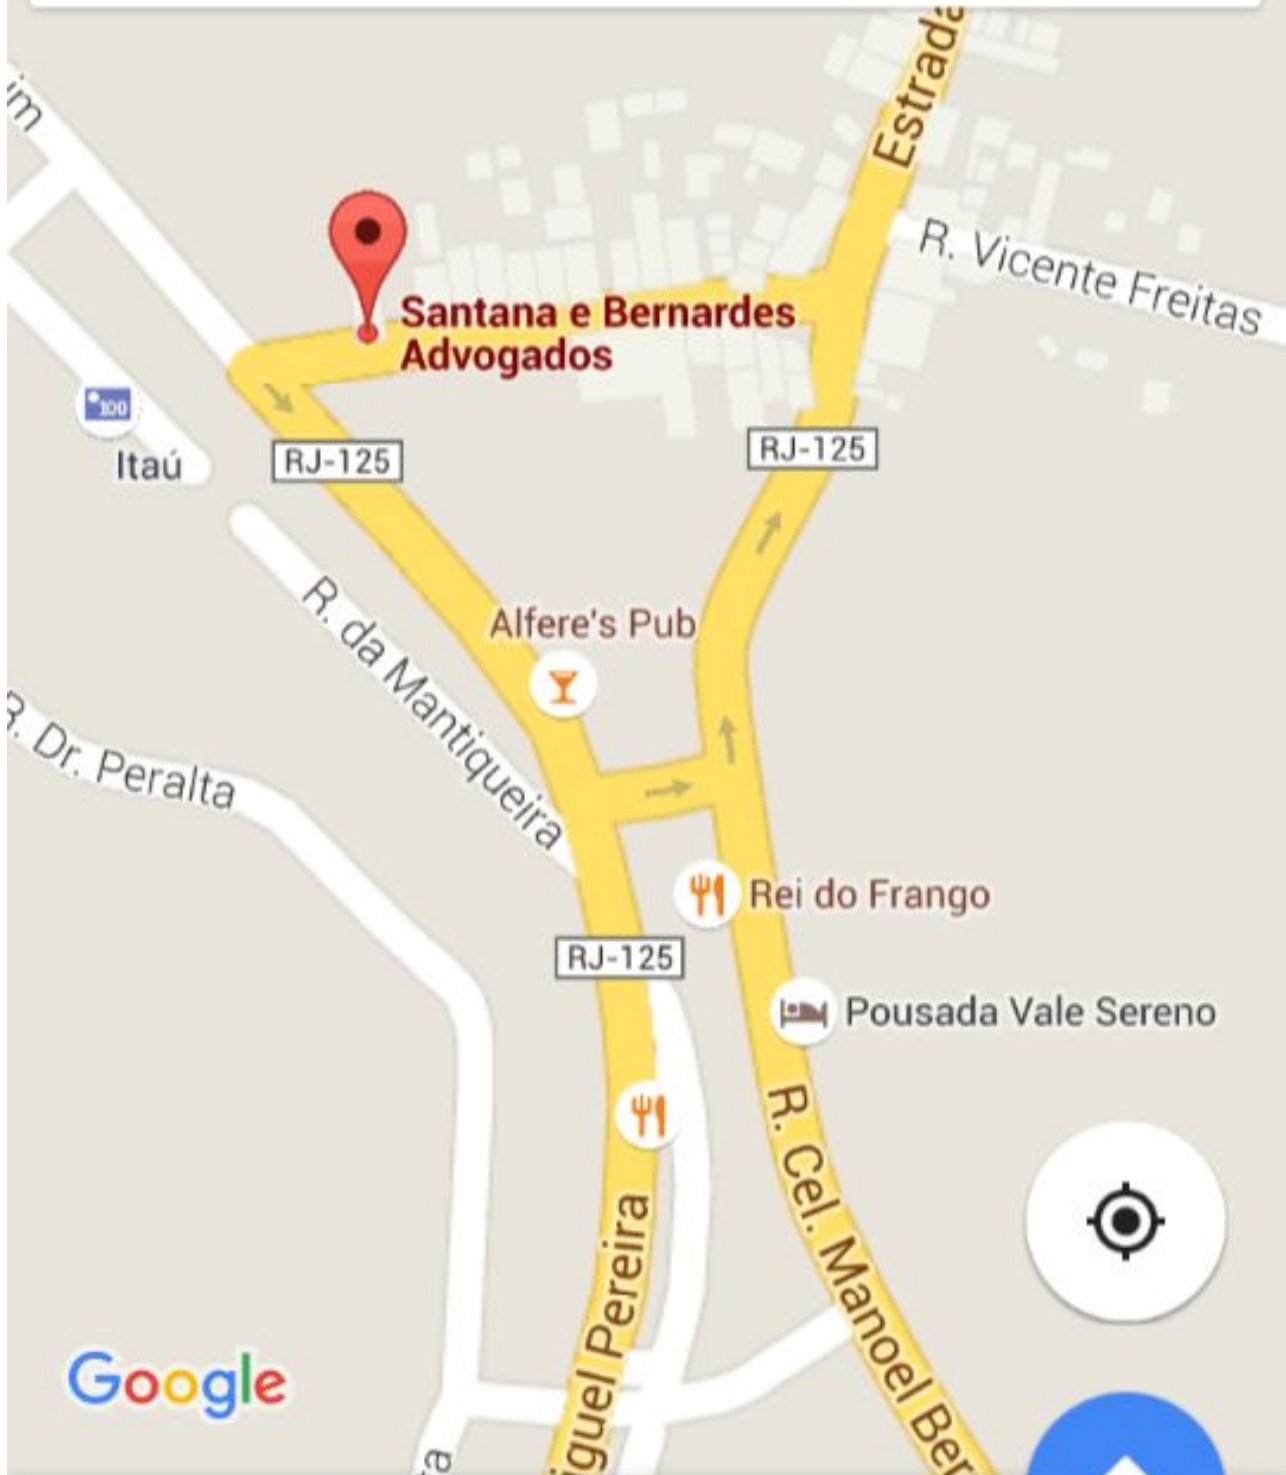 Estrada
R. Vicente Freitas
Santana e Bernardes
Advogados
100
Itaú
RJ-125
RJ-125
R. da Mantiqueira
Alfere's Pub
R. Dr. Peralta
Rei do Frango
RJ-125
Pousada Vale Sereno
R. Cel. Manoel Ber
iguel Pereira
Google